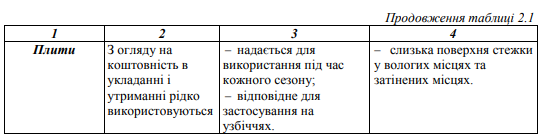 Продовження таблиці 2.1
1 2 3 4
Плити З огляду на – надається для – слизька поверхня стежки
коштовність в використання під час у вологих місцях та
укладанні і кожного сезону; затінених місцях.
утриманні рідко – відповідне для
використовуються застосування на
узбіччях.